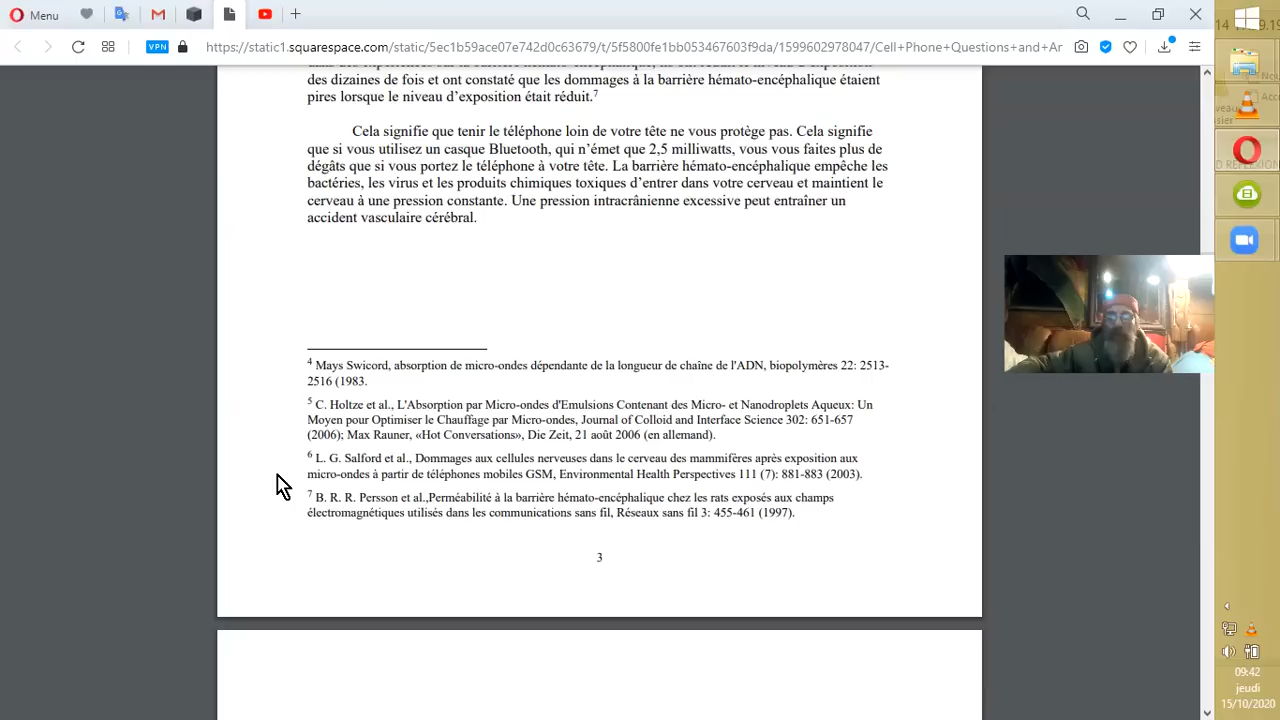 Menu
VPN
https://static1.squarespace.com/static/5ec1b59ace8f7e742d0c63679/t/5f5800fe1bb053467603f9da/1599602976047/Cell+Phone+Questions+and+Ar
des dizaines de fois et ont constaté que les dommages à la barrière hémato-encéphalique étaient
pires lorsque le niveau d’exposition était réduit.7
Cela signifie que tenir le téléphone loin de votre tête ne vous protège pas. Cela signifie
que si vous utilisez un casque Bluetooth, qui n’émet que 2,5 milliwatts, vous vous faites plus de
dégâts que si vous portez le téléphone à votre tête. La barrière hémato-encéphalique empêche les
bactéries, les virus et les produits chimiques toxiques d’entrer dans votre cerveau et maintient le
cerveau à une pression constante. Une pression intracrânienne excessive peut entraîner un
accident vasculaire cérébral.
4 Mays Swicord, absorption de micro-ondes dépendante de la longueur de chaîne de l'ADN, biopolymères 22: 2513-
2516 (1983.
5 C. Holtze et al., L'Absorption par Micro-ondes d'Emulsions Contenant des Micro- et Nanodroplets Aqueux: Un
Moyen pour Optimiser le Chauffage par Micro-ondes, Journal of Colloid and Interface Science 302: 651-657
(2006); Max Rauner, «Hot Conversations», Die Zeit, 21 août 2006 (en allemand).
6 L. G. Salford et al., Dommages aux cellules nerveuses dans le cerveau des mammifères après exposition aux
micro-ondes à partir de téléphones mobiles GSM, Environmental Health Perspectives 111 (7): 881-883 (2003).
7 B. R. R. Persson et al.,Perméabilité à la barrière hémato-encéphalique chez les rats exposés aux champs
électromagnétiques utilisés dans les communications sans fil, Réseaux sans fil 3: 455-461 (1997).
3
09:42
jeudi
15/10/2020